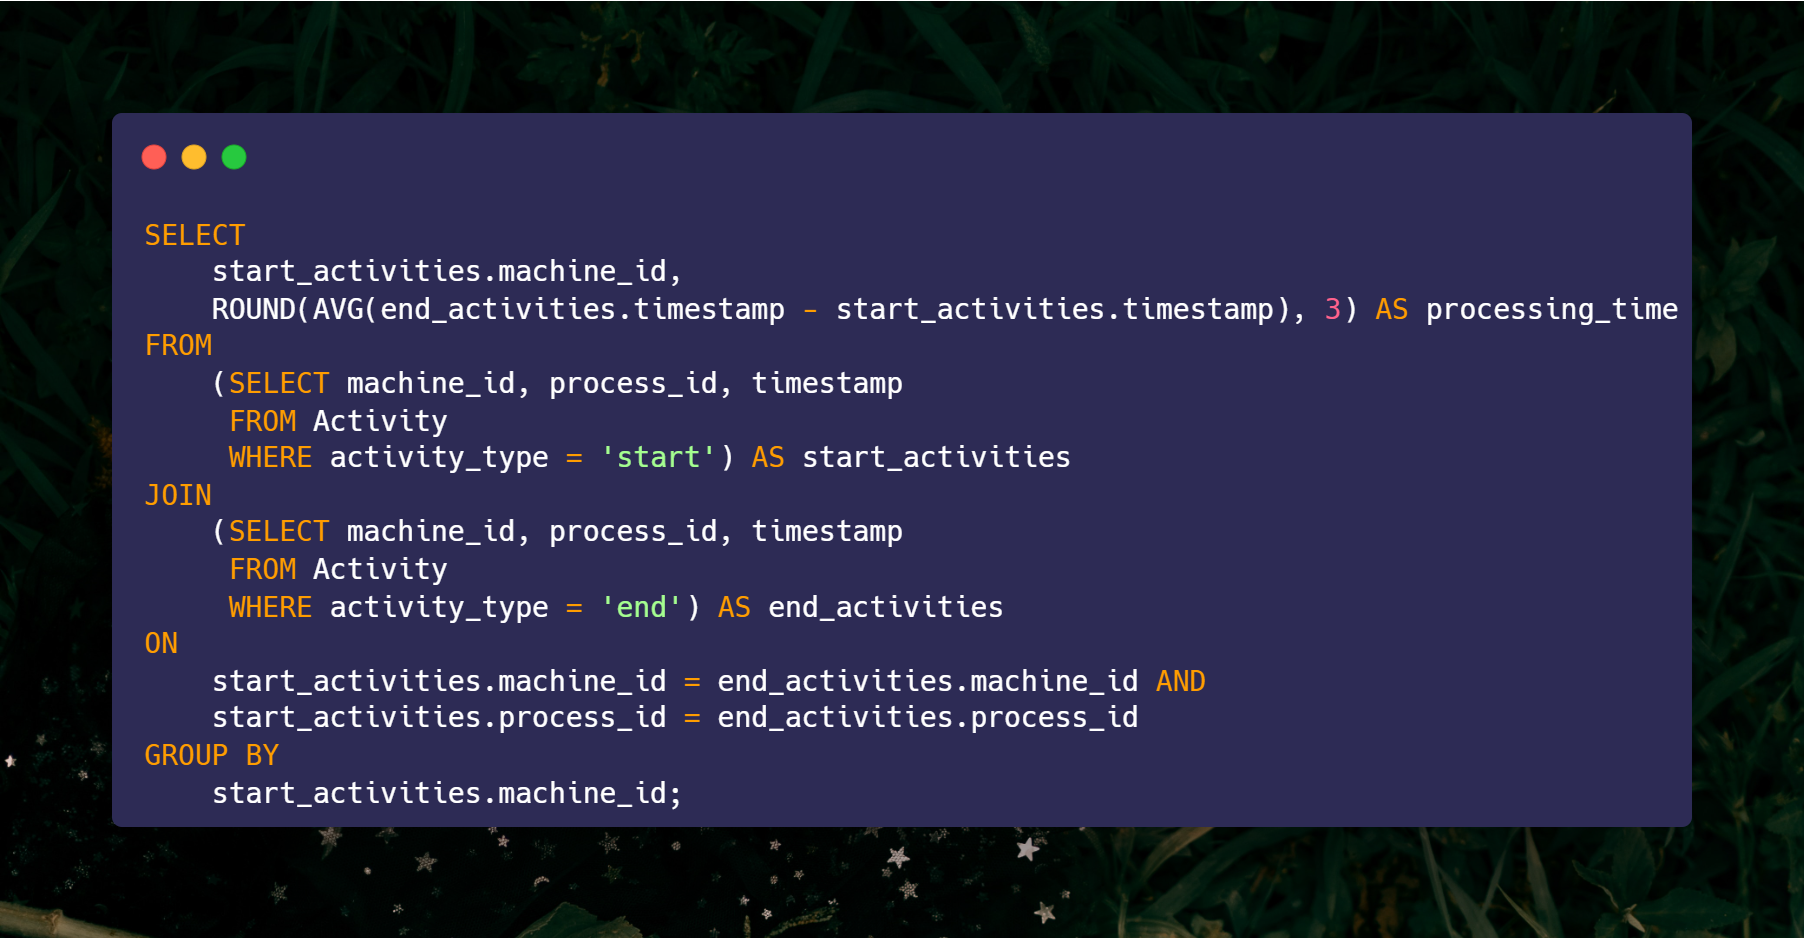 SELECT
    start_activities.machine_id,
    ROUND(AVG(end_activities.timestamp - start_activities.timestamp), 3) AS processing_time
FROM
    (SELECT machine_id, process_id, timestamp
     FROM Activity
     WHERE activity_type = 'start') AS start_activities
JOIN
    (SELECT machine_id, process_id, timestamp
     FROM Activity
     WHERE activity_type = 'end') AS end_activities
ON
    start_activities.machine_id = end_activities.machine_id AND
    start_activities.process_id = end_activities.process_id
GROUP BY
    start_activities.machine_id;